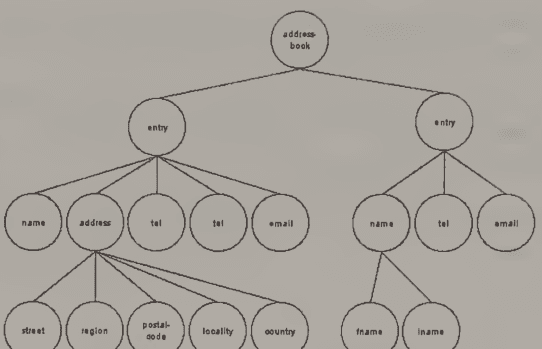 address-
book
entry
entry
name
address
tel
tel
email
name
tel
email
street
region
postal-
code
locality
country
fname
lname